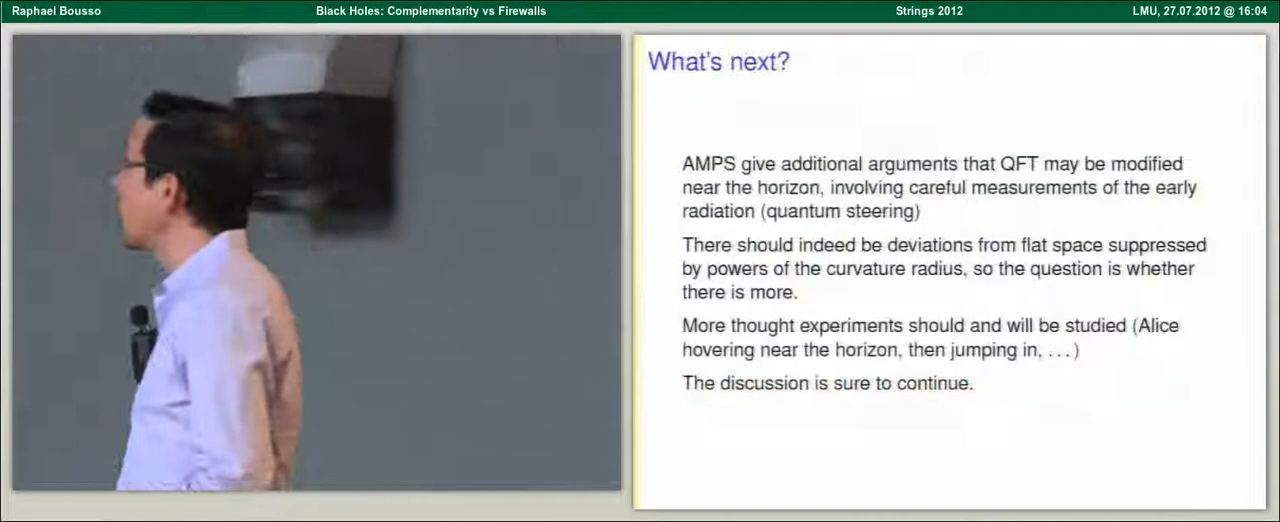 Raphael Bousso Black Holes: Complementarity vs Firewalls Strings 2012 LMU, 27.07.2012 @ 16:04
What's next?
AMPS give additional arguments that QFT may be modified
near the horizon, involving careful measurements of the early
radiation (quantum steering)
There should indeed be deviations from flat space suppressed
by powers of the curvature radius, so the question is whether
there is more.
More thought experiments should and will be studied (Alice
hovering near the horizon, then jumping in, ...)
The discussion is sure to continue.